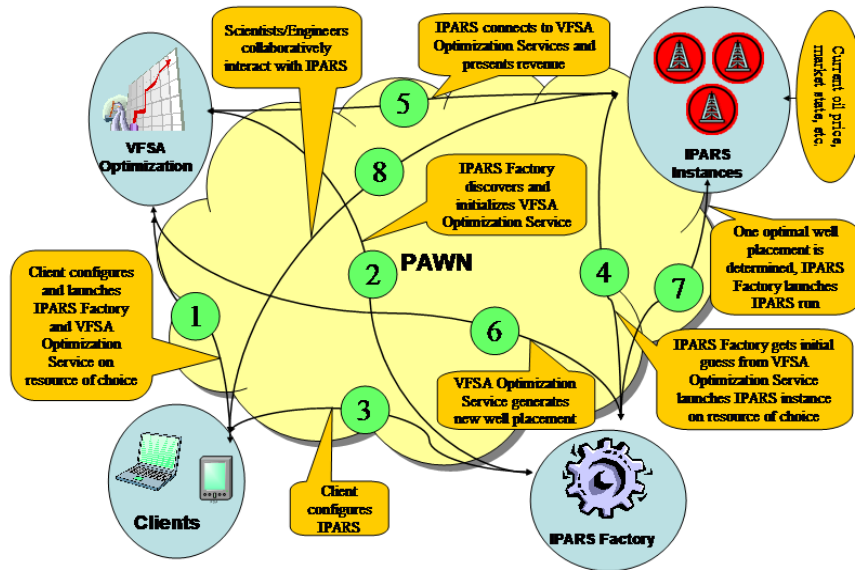 Scientists/Engineers
collaboratively
interact with IPARS
IPARS connects to VFSA
Optimization Services and
presents revenue
Current oil price,
market state, etc.
5
VFSA
Optimization
8
IPARS
Instances
IPARS Factory
discovers and
initializes VFSA
Optimization Service
PAWN
2
4
7
One optimal well
placement is
determined, IPARS
Factory launches
IPARS run
Client configures
and launches
IPARS Factory
and VFSA
Optimization
Service on
resource of choice
1
6
IPARS Factory gets initial
guess from VFSA
Optimization Service
launches IPARS instance
on resource of choice
VFSA Optimization
Service generates
new well placement
3
Clients
Client
configures
IPARS
IPARS Factory